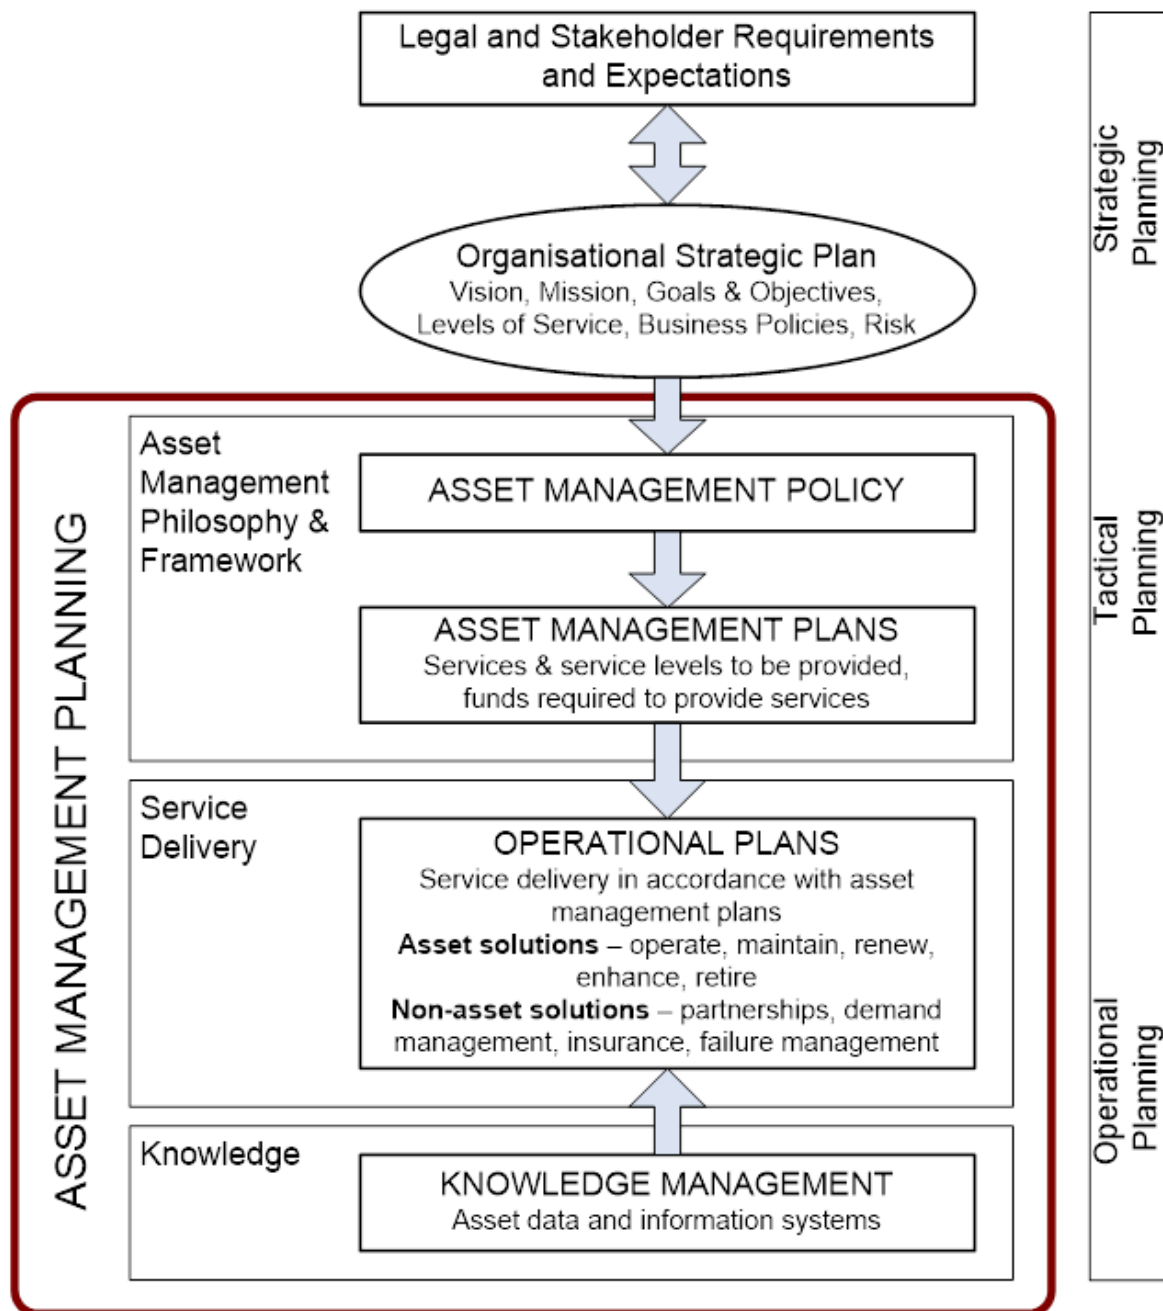 Legal and Stakeholder Requirements
and Expectations
Organisational Strategic Plan
Vision, Mission, Goals & Objectives,
Levels of Service, Business Policies, Risk
Strategic
Planning
ASSET MANAGEMENT PLANNING
Asset
Management
Philosophy &
Framework
ASSET MANAGEMENT POLICY
ASSET MANAGEMENT PLANS
Services & service levels to be provided,
funds required to provide services
Tactical
Planning
Service
Delivery
OPERATIONAL PLANS
Service delivery in accordance with asset
management plans
Asset solutions – operate, maintain, renew,
enhance, retire
Non-asset solutions – partnerships, demand
management, insurance, failure management
Operational
Planning
Knowledge
KNOWLEDGE MANAGEMENT
Asset data and information systems